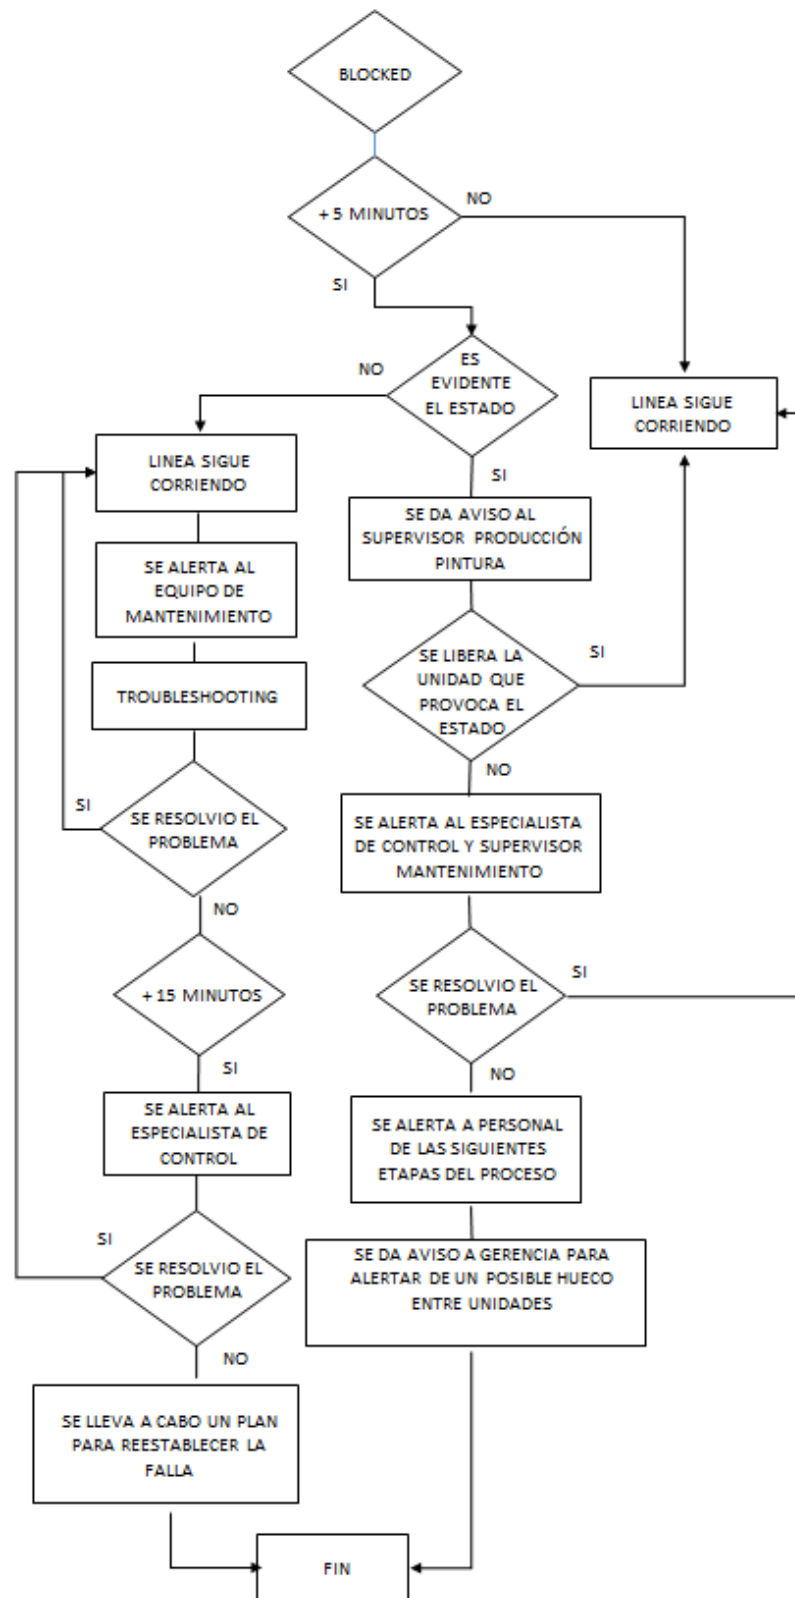 BLOCKED
+ 5 MINUTOS
NO
SI
ES
EVIDENTE
EL ESTADO
NO
LINEA SIGUE
CORRIENDO
SI
LINEA SIGUE
CORRIENDO
SE DA AVISO AL
SUPERVISOR PRODUCCIÓN
PINTURA
SE ALERTA AL
EQUIPO DE
MANTENIMIENTO
SE LIBERA LA
UNIDAD QUE
PROVOCA EL
ESTADO
SI
TROUBLESHOOTING
NO
SE RESOLVIO EL
PROBLEMA
SI
SE ALERTA AL ESPECIALISTA
DE CONTROL Y SUPERVISOR
MANTENIMIENTO
NO
+ 15 MINUTOS
SE RESOLVIO EL
PROBLEMA
SI
SI
NO
SE ALERTA AL
ESPECIALISTA DE
CONTROL
SE ALERTA A PERSONAL
DE LAS SIGUIENTES
ETAPAS DEL PROCESO
SI
SE RESOLVIO EL
PROBLEMA
SE DA AVISO A GERENCIA PARA
ALERTAR DE UN POSIBLE HUECO
ENTRE UNIDADES
NO
SE LLEVA A CABO UN PLAN
PARA REESTABLECER LA
FALLA
FIN